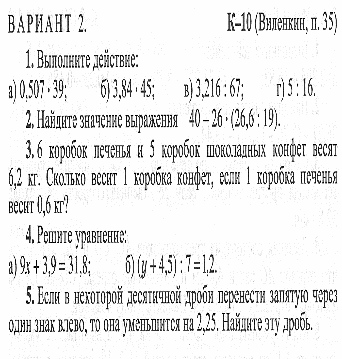 ВАРИАНТ 2. К–10 (Виленкин, п. 35)
1. Выполните действие:
а) 0,507 · 39; б) 3,84 · 45; в) 3,216 : 67; г) 5 : 16.
2. Найдите значение выражения 40 – 26 · (26,6 : 19).
3. 6 коробок печенья и 5 коробок шоколадных конфет весят
6,2 кг. Сколько весит 1 коробка конфет, если 1 коробка печенья
весит 0,6 кг?
4. Решите уравнение:
а) 9x + 3,9 = 31,8; б) (y + 4,5) : 7 = 1,2.
5. Если в некоторой десятичной дроби перенести запятую через
один знак влево, то она уменьшится на 2,25. Найдите эту дробь.